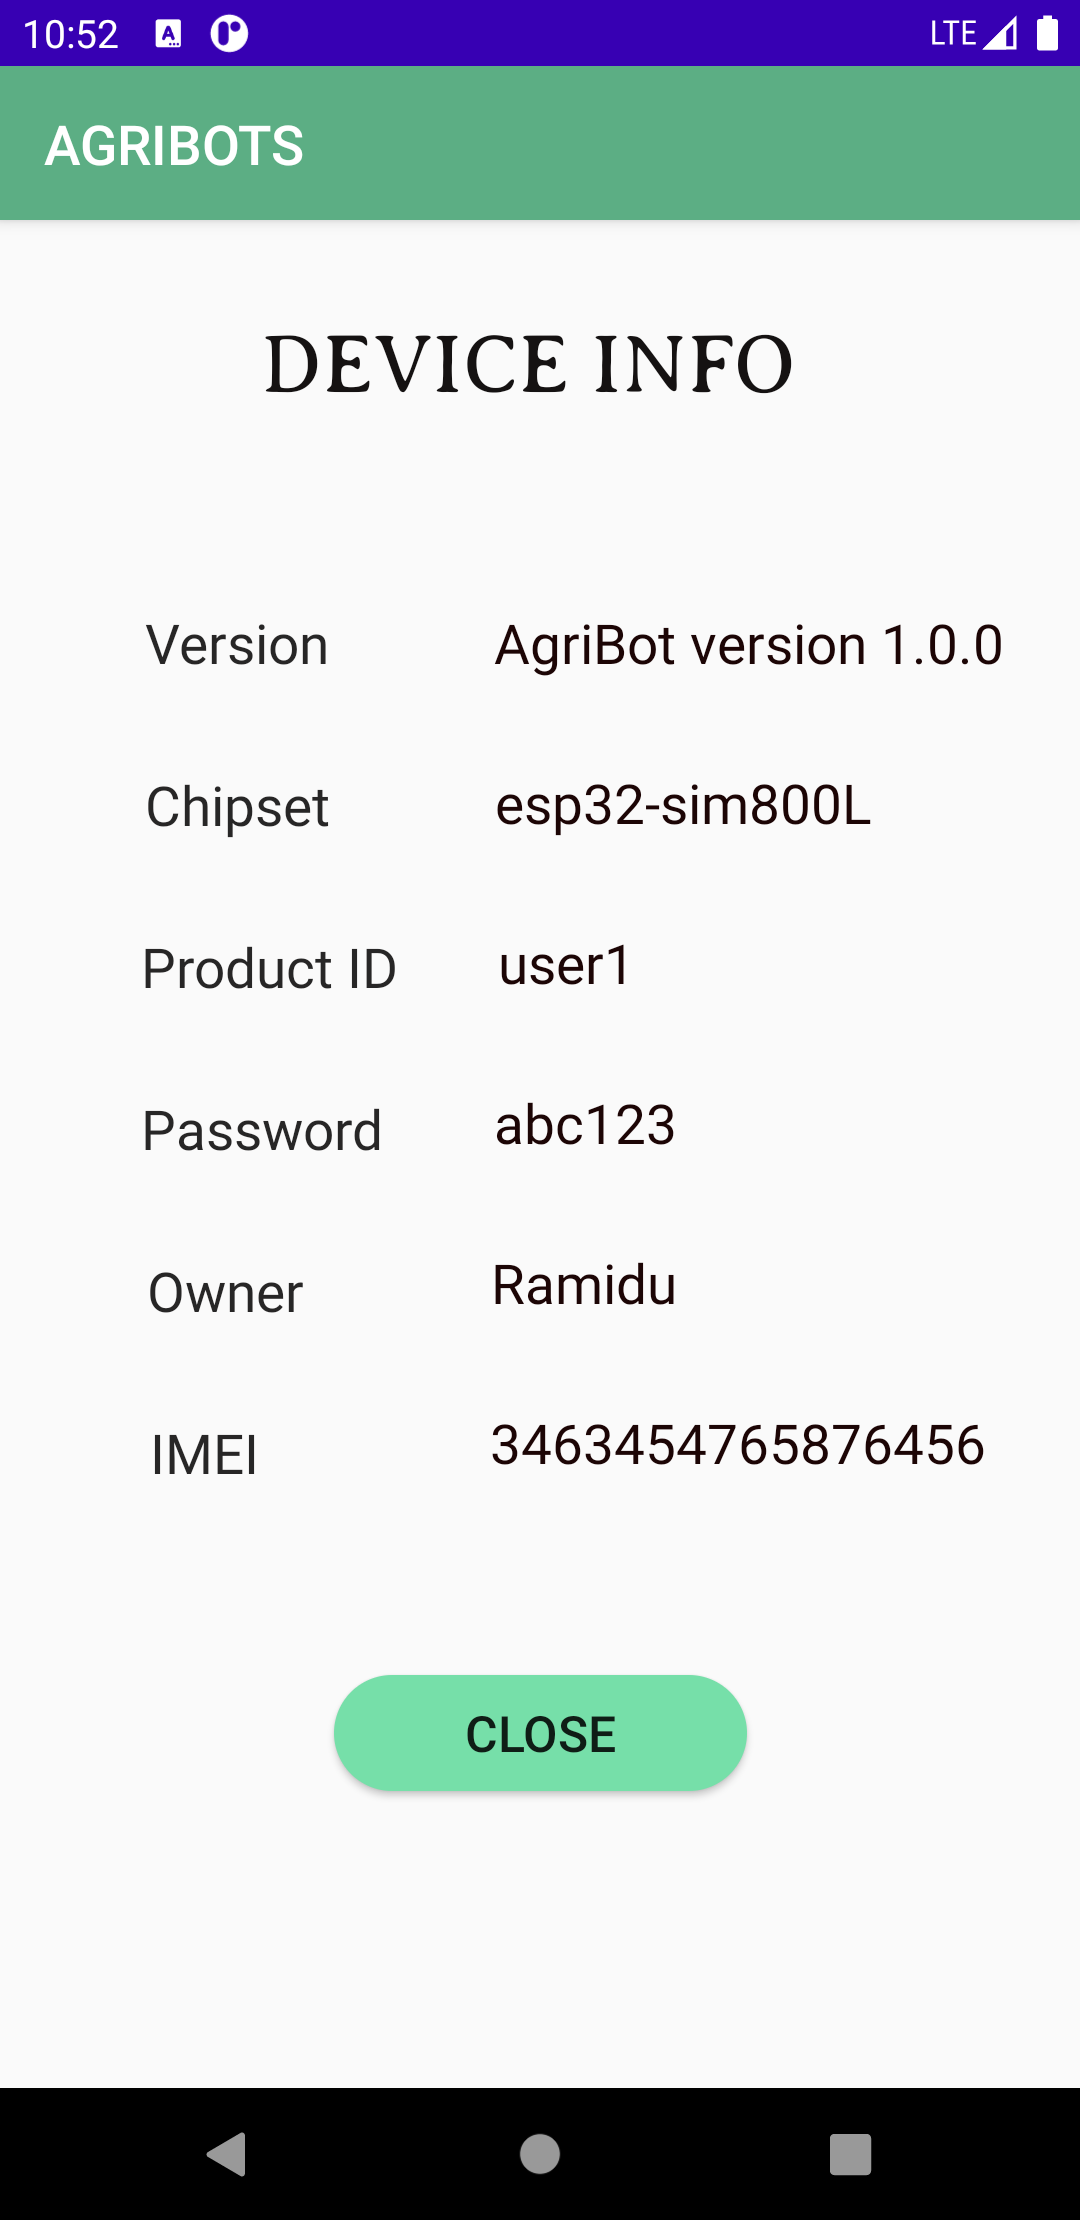 10:52 LTE
AGRIBOTS
DEVICE INFO
Version AgriBot version 1.0.0
Chipset esp32-sim800L
Product ID user1
Password abc123
Owner Ramidu
IMEI 3463454765876456
CLOSE